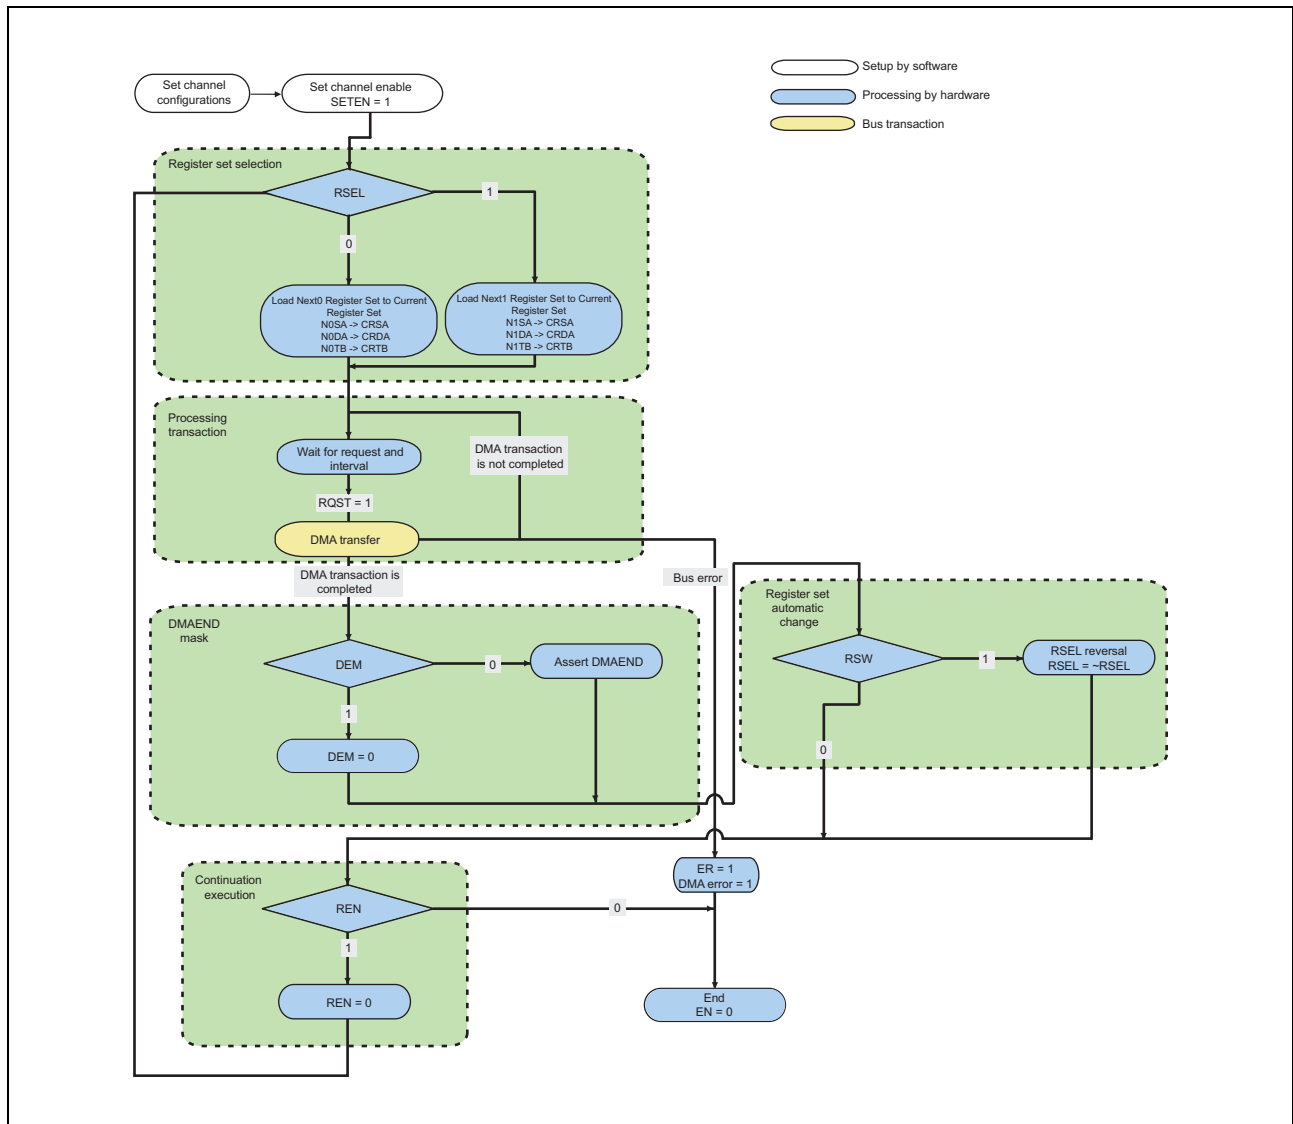 Set channel
configurations
Set channel enable
SETEN = 1
Setup by software
Processing by hardware
Bus transaction
Register set selection
RSEL
1
0
Load Next0 Register Set to Current
Register Set
N0SA -> CRSA
N0DA -> CRDA
N0TB -> CRTB
Load Next1 Register Set to Current
Register Set
N1SA -> CRSA
N1DA -> CRDA
N1TB -> CRTB
Processing
transaction
Wait for request and
interval
DMA transaction
is not completed
RQST = 1
DMA transfer
DMA transaction is
completed
Bus error
DMAEND
mask
DEM
0
Assert DMAEND
1
DEM = 0
Register set
automatic
change
RSW
1
RSEL reversal
RSEL = ~RSEL
0
ER = 1
DMA error = 1
Continuation
execution
REN
0
1
REN = 0
End
EN = 0